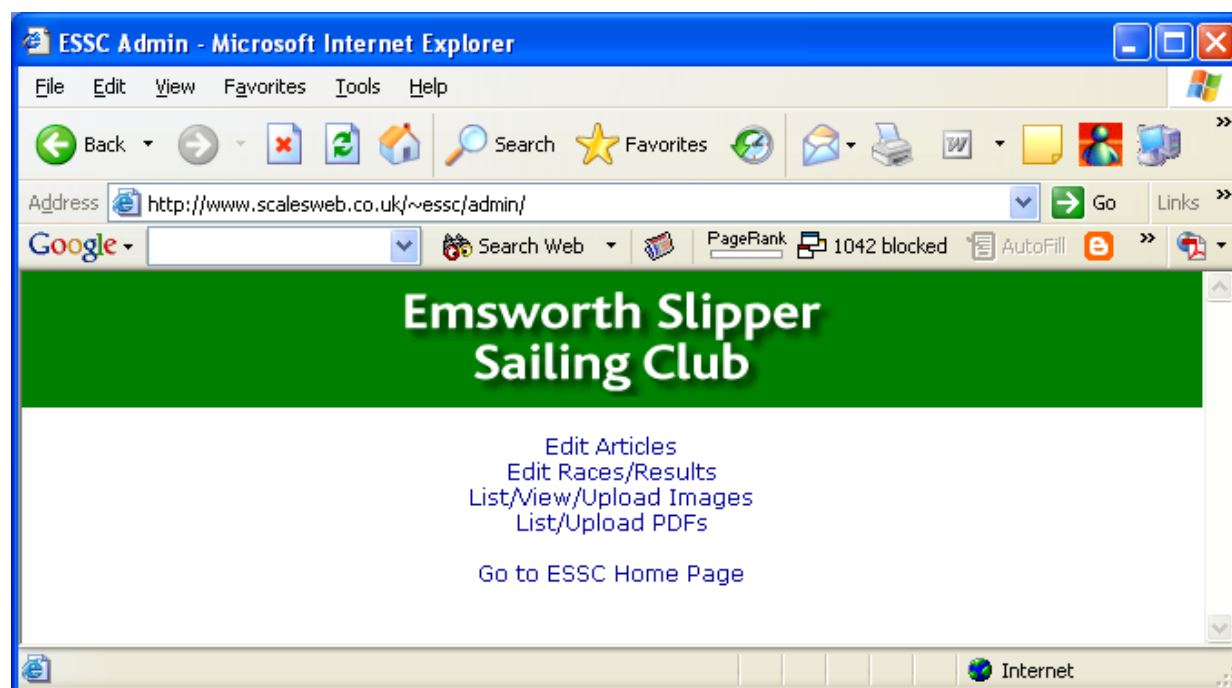 ESSC Admin - Microsoft Internet Explorer
File Edit View Favorites Tools Help
Back Search Favorites W »
Address http://www.scalesweb.co.uk/~essc/admin/ Go Links »
Google Search Web PageRank 1042 blocked AutoFill »
Emsworth Slipper
Sailing Club
Edit Articles
Edit Races/Results
List/View/Upload Images
List/Upload PDFs
Go to ESSC Home Page
Internet